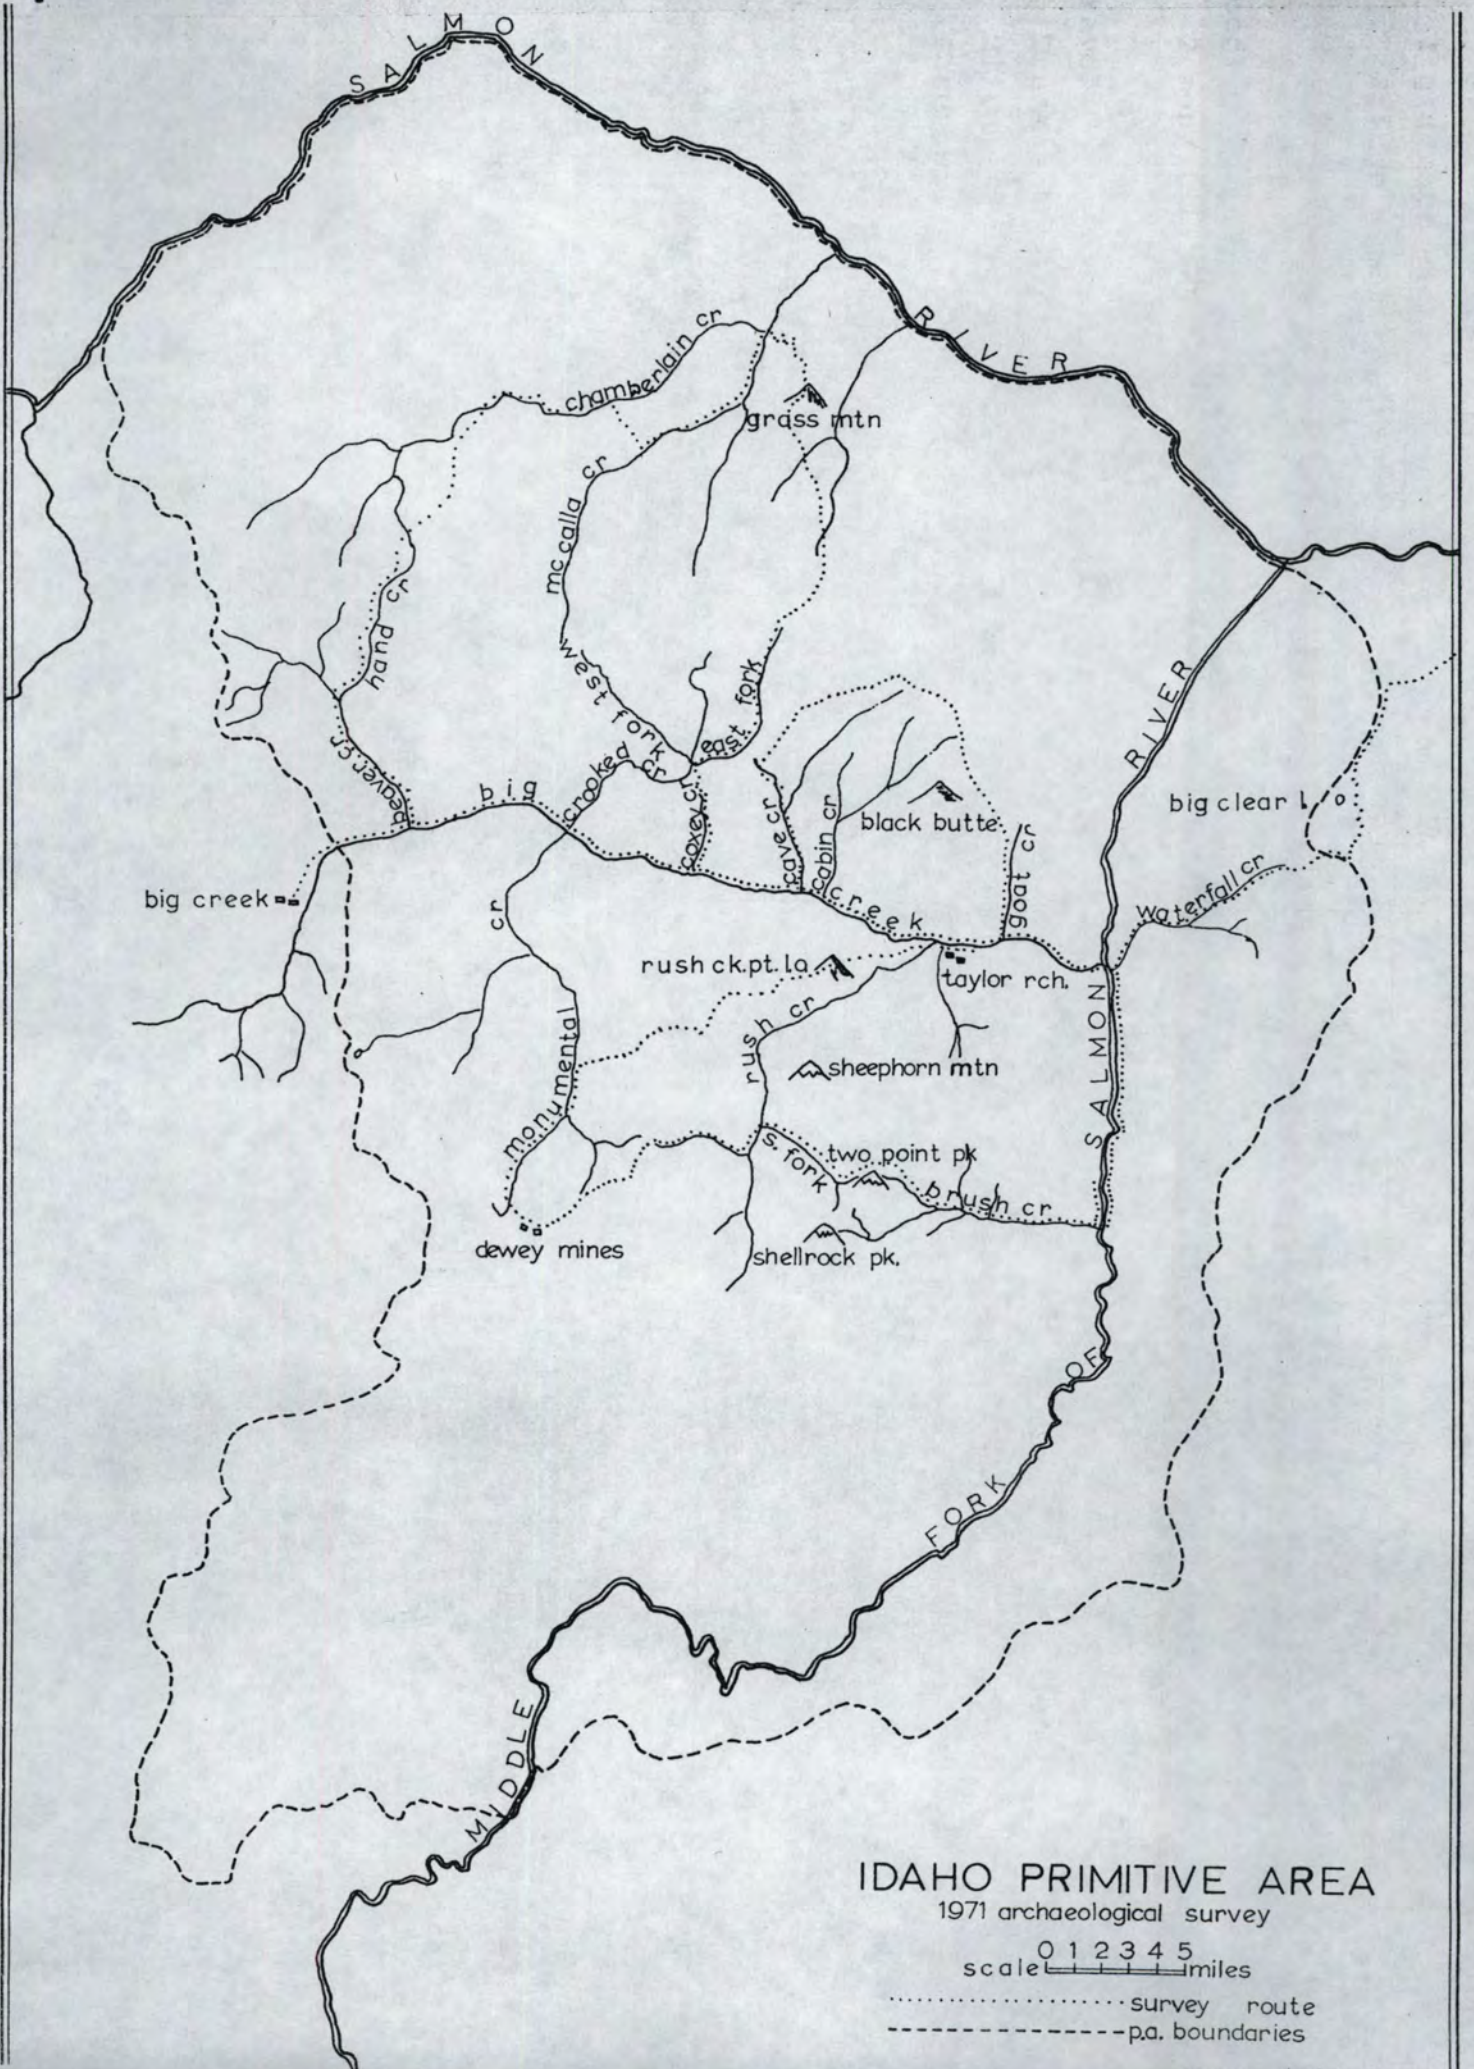 SALMON
RIVER
chamberlain cr
grass mtn
mc calla cr
hand cr
west fork
east fork
crooked cr
beaver cr
big
creek
coxey cr
cave cr
cabin cr
black butte
goat cr
RIVER
big clear l.
waterfall cr
big creek
cr
monumental
rush ck.pt. lo
taylor rch.
rush cr
sheephorn mtn
SALMON
s. fork
two point pk
brush cr
dewey mines
shellrock pk.
OF
FORK
MIDDLE
IDAHO PRIMITIVE AREA
1971 archaeological survey
0 1 2 3 4 5
scale miles
survey route
p.a. boundaries